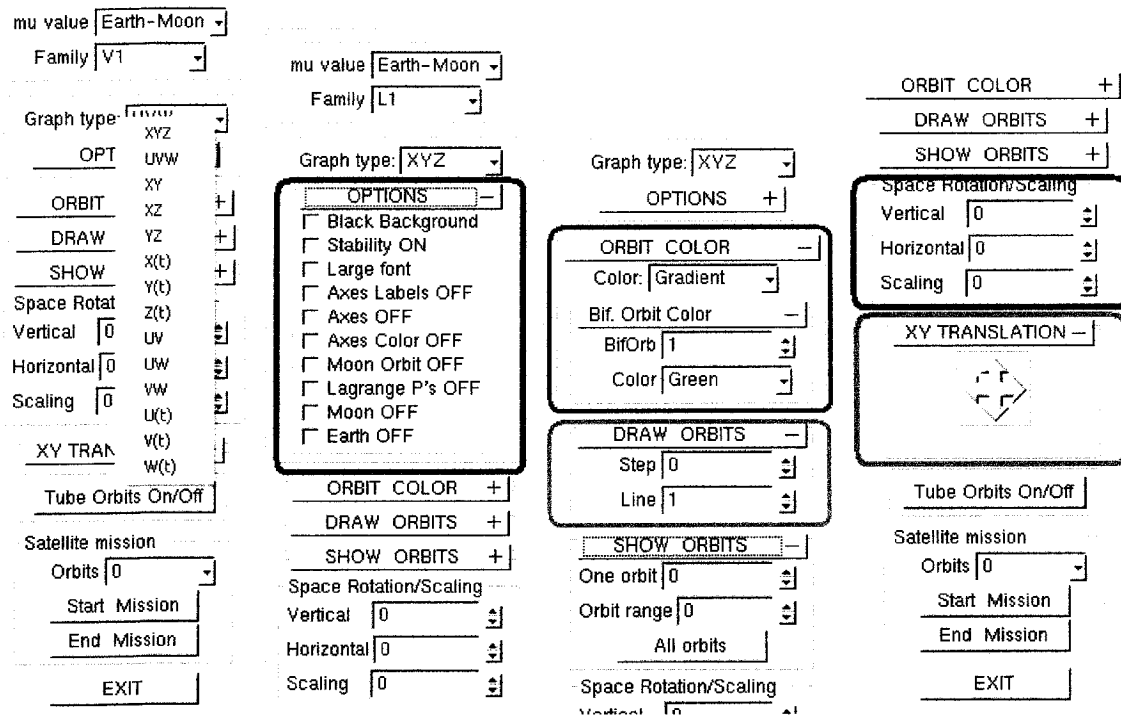 mu value Earth-Moon
Family V1
Graph type:
XYZ
UVW
XY
XZ
YZ
X(t)
Y(t)
Z(t)
UV
UW
VW
U(t)
V(t)
W(t)
OPT
ORBIT +
DRAW +
SHOW +
Space Rotat
Vertical 0
Horizontal 0
Scaling 0
XY TRAN
Tube Orbits On/Off
Satellite mission
Orbits 0
Start Mission
End Mission
EXIT
mu value Earth-Moon
Family L1
Graph type: XYZ
OPTIONS −
Black Background
Stability ON
Large font
Axes Labels OFF
Axes OFF
Axes Color OFF
Moon Orbit OFF
Lagrange P's OFF
Moon OFF
Earth OFF
ORBIT COLOR +
DRAW ORBITS +
SHOW ORBITS +
Space Rotation/Scaling
Vertical 0
Horizontal 0
Scaling 0
Graph type: XYZ
OPTIONS +
ORBIT COLOR −
Color: Gradient
Bif. Orbit Color −
BifOrb 1
Color Green
DRAW ORBITS −
Step 0
Line 1
SHOW ORBITS −
One orbit 0
Orbit range 0
All orbits
Space Rotation/Scaling
Vertical 0
ORBIT COLOR +
DRAW ORBITS +
SHOW ORBITS +
Space Rotation/Scaling
Vertical 0
Horizontal 0
Scaling 0
XY TRANSLATION −
Tube Orbits On/Off
Satellite mission
Orbits 0
Start Mission
End Mission
EXIT